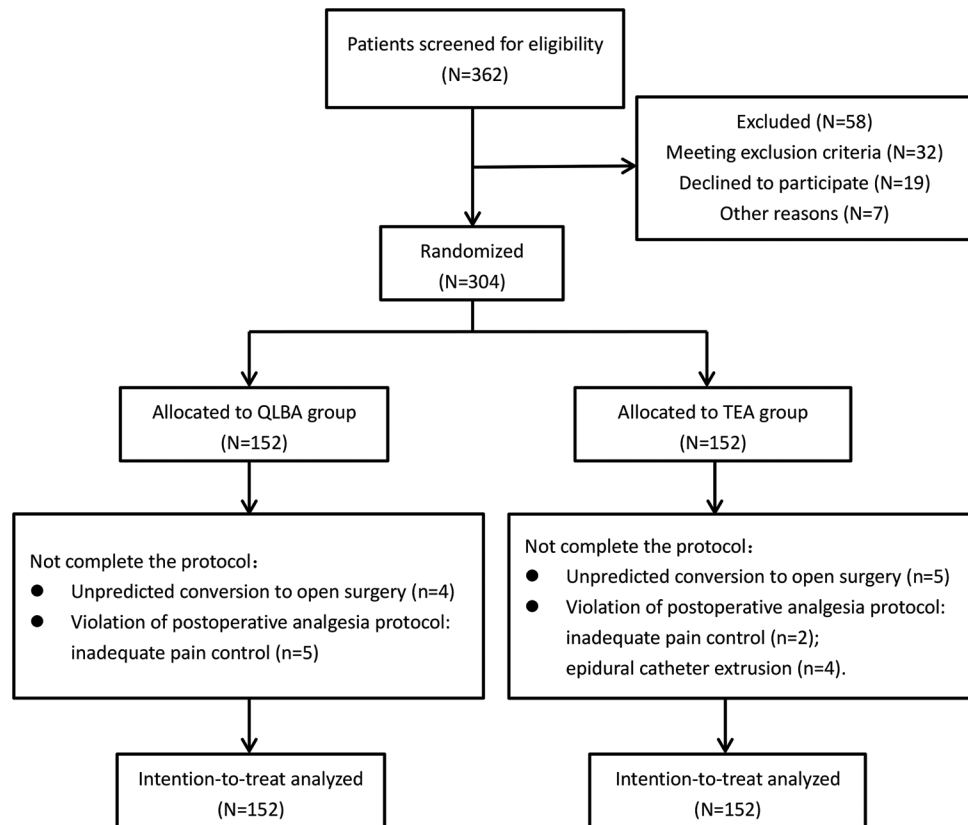 Patients screened for eligibility
(N=362)
Excluded (N=58)
Meeting exclusion criteria (N=32)
Declined to participate (N=19)
Other reasons (N=7)
Randomized
(N=304)
Allocated to QLBA group
(N=152)
Allocated to TEA group
(N=152)
Not complete the protocol：
● Unpredicted conversion to open surgery (n=4)
● Violation of postoperative analgesia protocol:
inadequate pain control (n=5)
Not complete the protocol：
● Unpredicted conversion to open surgery (n=5)
● Violation of postoperative analgesia protocol:
inadequate pain control (n=2);
epidural catheter extrusion (n=4).
Intention-to-treat analyzed
(N=152)
Intention-to-treat analyzed
(N=152)